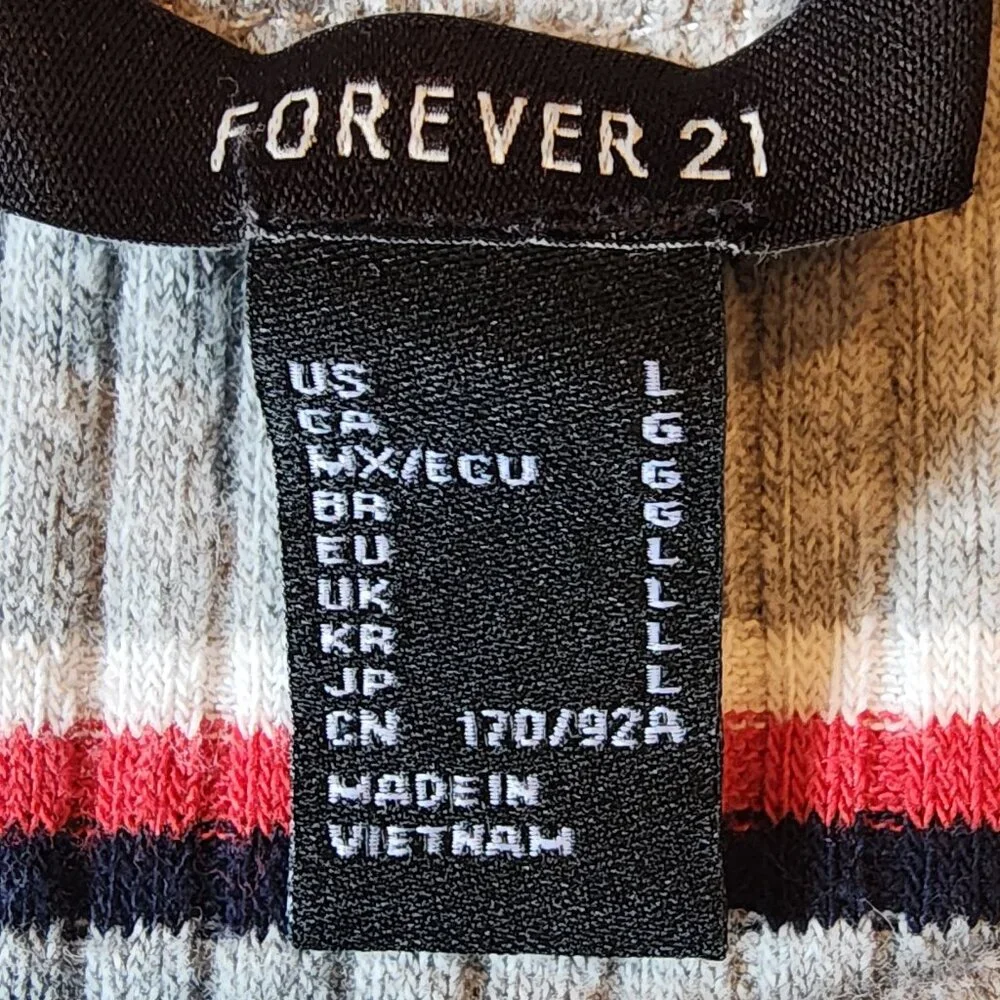 FOREVER 21
US L
CA G
MX/ECU G
BR G
EU L
UK L
KR L
JP L
CN 170/92A
MADE IN
VIETNAM